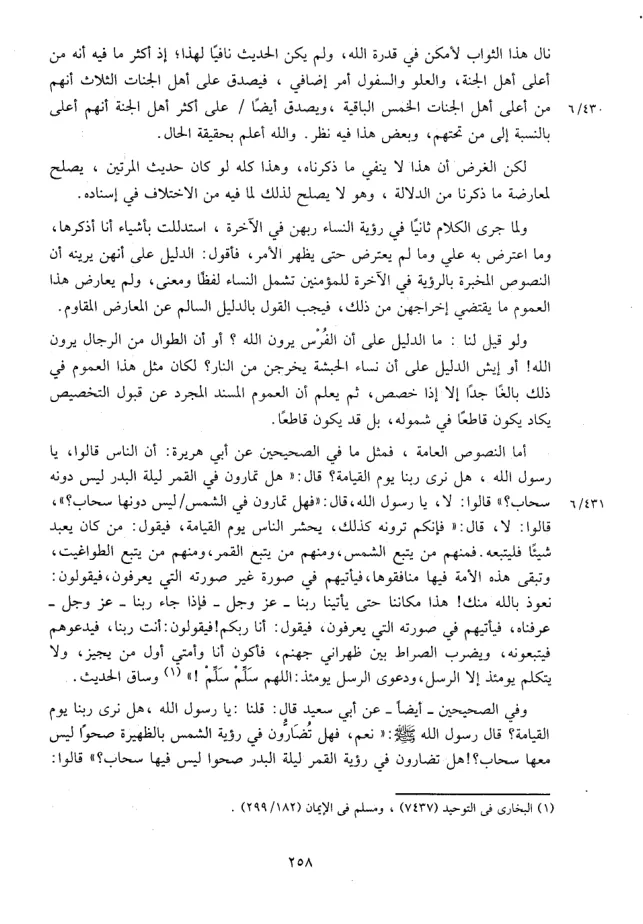 نال هذا الثواب لأمكن في قدرة الله، ولم يكن الحديث نافيًا لهذا؛ إذ أكثر ما فيه أنه من
أعلى أهل الجنة، والعلو والسفول أمر إضافي ، فيصدق على أهل الجنات الثلاث أنهم
من أعلى أهل الجنات الخمس الباقية ،ويصدق أيضًا / على أكثر أهل الجنة أنهم أعلى
٦/٤٣٠
بالنسبة إلى من تحتهم، وبعض هذا فيه نظر. والله أعلم بحقيقة الحال.
لكن الغرض أن هذا لا ينفي ما ذكرناه، وهذا كله لو كان حديث المرتين ، يصلح
لمعارضة ما ذكرنا من الدلالة ، وهو لا يصلح لذلك لما فيه من الاختلاف في إسناده.
ولما جرى الكلام ثانيًا في رؤية النساء ربهن في الآخرة ، استدللت بأشياء أنا أذكرها،
وما اعترض به علي وما لم يعترض حتى يظهر الأمر، فأقول: الدليل على أنهن يرينه أن
النصوص المخبرة بالرؤية في الآخرة للمؤمنين تشمل النساء لفظًا ومعنى، ولم يعارض هذا
العموم ما يقتضي إخراجهن من ذلك، فيجب القول بالدليل السالم عن المعارض المقاوم.
ولو قيل لنا : ما الدليل على أن الفُرْس يرون الله ؟ أو أن الطوال من الرجال يرون
الله! أو إيش الدليل على أن نساء الحبشة يخرجن من النار؟ لكان مثل هذا العموم في
ذلك بالغًا جدًا إلا إذا خصص، ثم يعلم أن العموم المسند المجرد عن قبول التخصيص
يكاد يكون قاطعًا في شموله، بل قد يكون قاطعًا.
أما النصوص العامة ، فمثل ما في الصحيحين عن أبي هريرة: أن الناس قالوا، يا
رسول الله ، هل نرى ربنا يوم القيامة؟ قال:« هل تمارون في القمر ليلة البدر ليس دونه
سحاب؟» قالوا: لا، يا رسول الله،قال:«فهل تمارون في الشمس/ليس دونها سحاب؟»،
٦/٤٣١
قالوا: لا، قال:« فإنكم ترونه كذلك، يحشر الناس يوم القيامة، فيقول: من كان يعبد
شيئًا فليتبعه.فمنهم من يتبع الشمس،ومنهم من يتبع القمر،ومنهم من يتبع الطواغيت،
وتبقى هذه الأمة فيها منافقوها،فيأتيهم في صورة غير صورته التي يعرفون،فيقولون:
نعوذ بالله منك! هذا مكاننا حتى يأتينا ربنا ـ عز وجل ـ فإذا جاء ربنا ـ عز وجل ـ
عرفناه، فيأتيهم في صورته التي يعرفون، فيقول: أنا ربكم!فيقولون:أنت ربنا، فيدعوهم
فيتبعونه، ويضرب الصراط بين ظهراني جهنم، فأكون أنا وأمتي أول من يجيز، ولا
يتكلم يومئذ إلا الرسل،ودعوى الرسل يومئذ:اللهم سَلِّمْ سَلِّمْ !» (١) وساق الحديث.
وفي الصحيحين ـ أيضاً ـ عن أبي سعيد قال: قلنا :يا رسول الله ،هل نرى ربنا يوم
القيامة؟ قال رسول الله ﷺ:« نعم، فهل تُضَارُّون في رؤية الشمس بالظهيرة صحوًا ليس
معها سحاب؟!هل تضارون في رؤية القمر ليلة البدر صحوا ليس فيها سحاب؟» قالوا:
(١) البخاري في التوحيد (٧٤٣٧) ، ومسلم في الإيمان (٢٩٩/١٨٢) .
٢٥٨